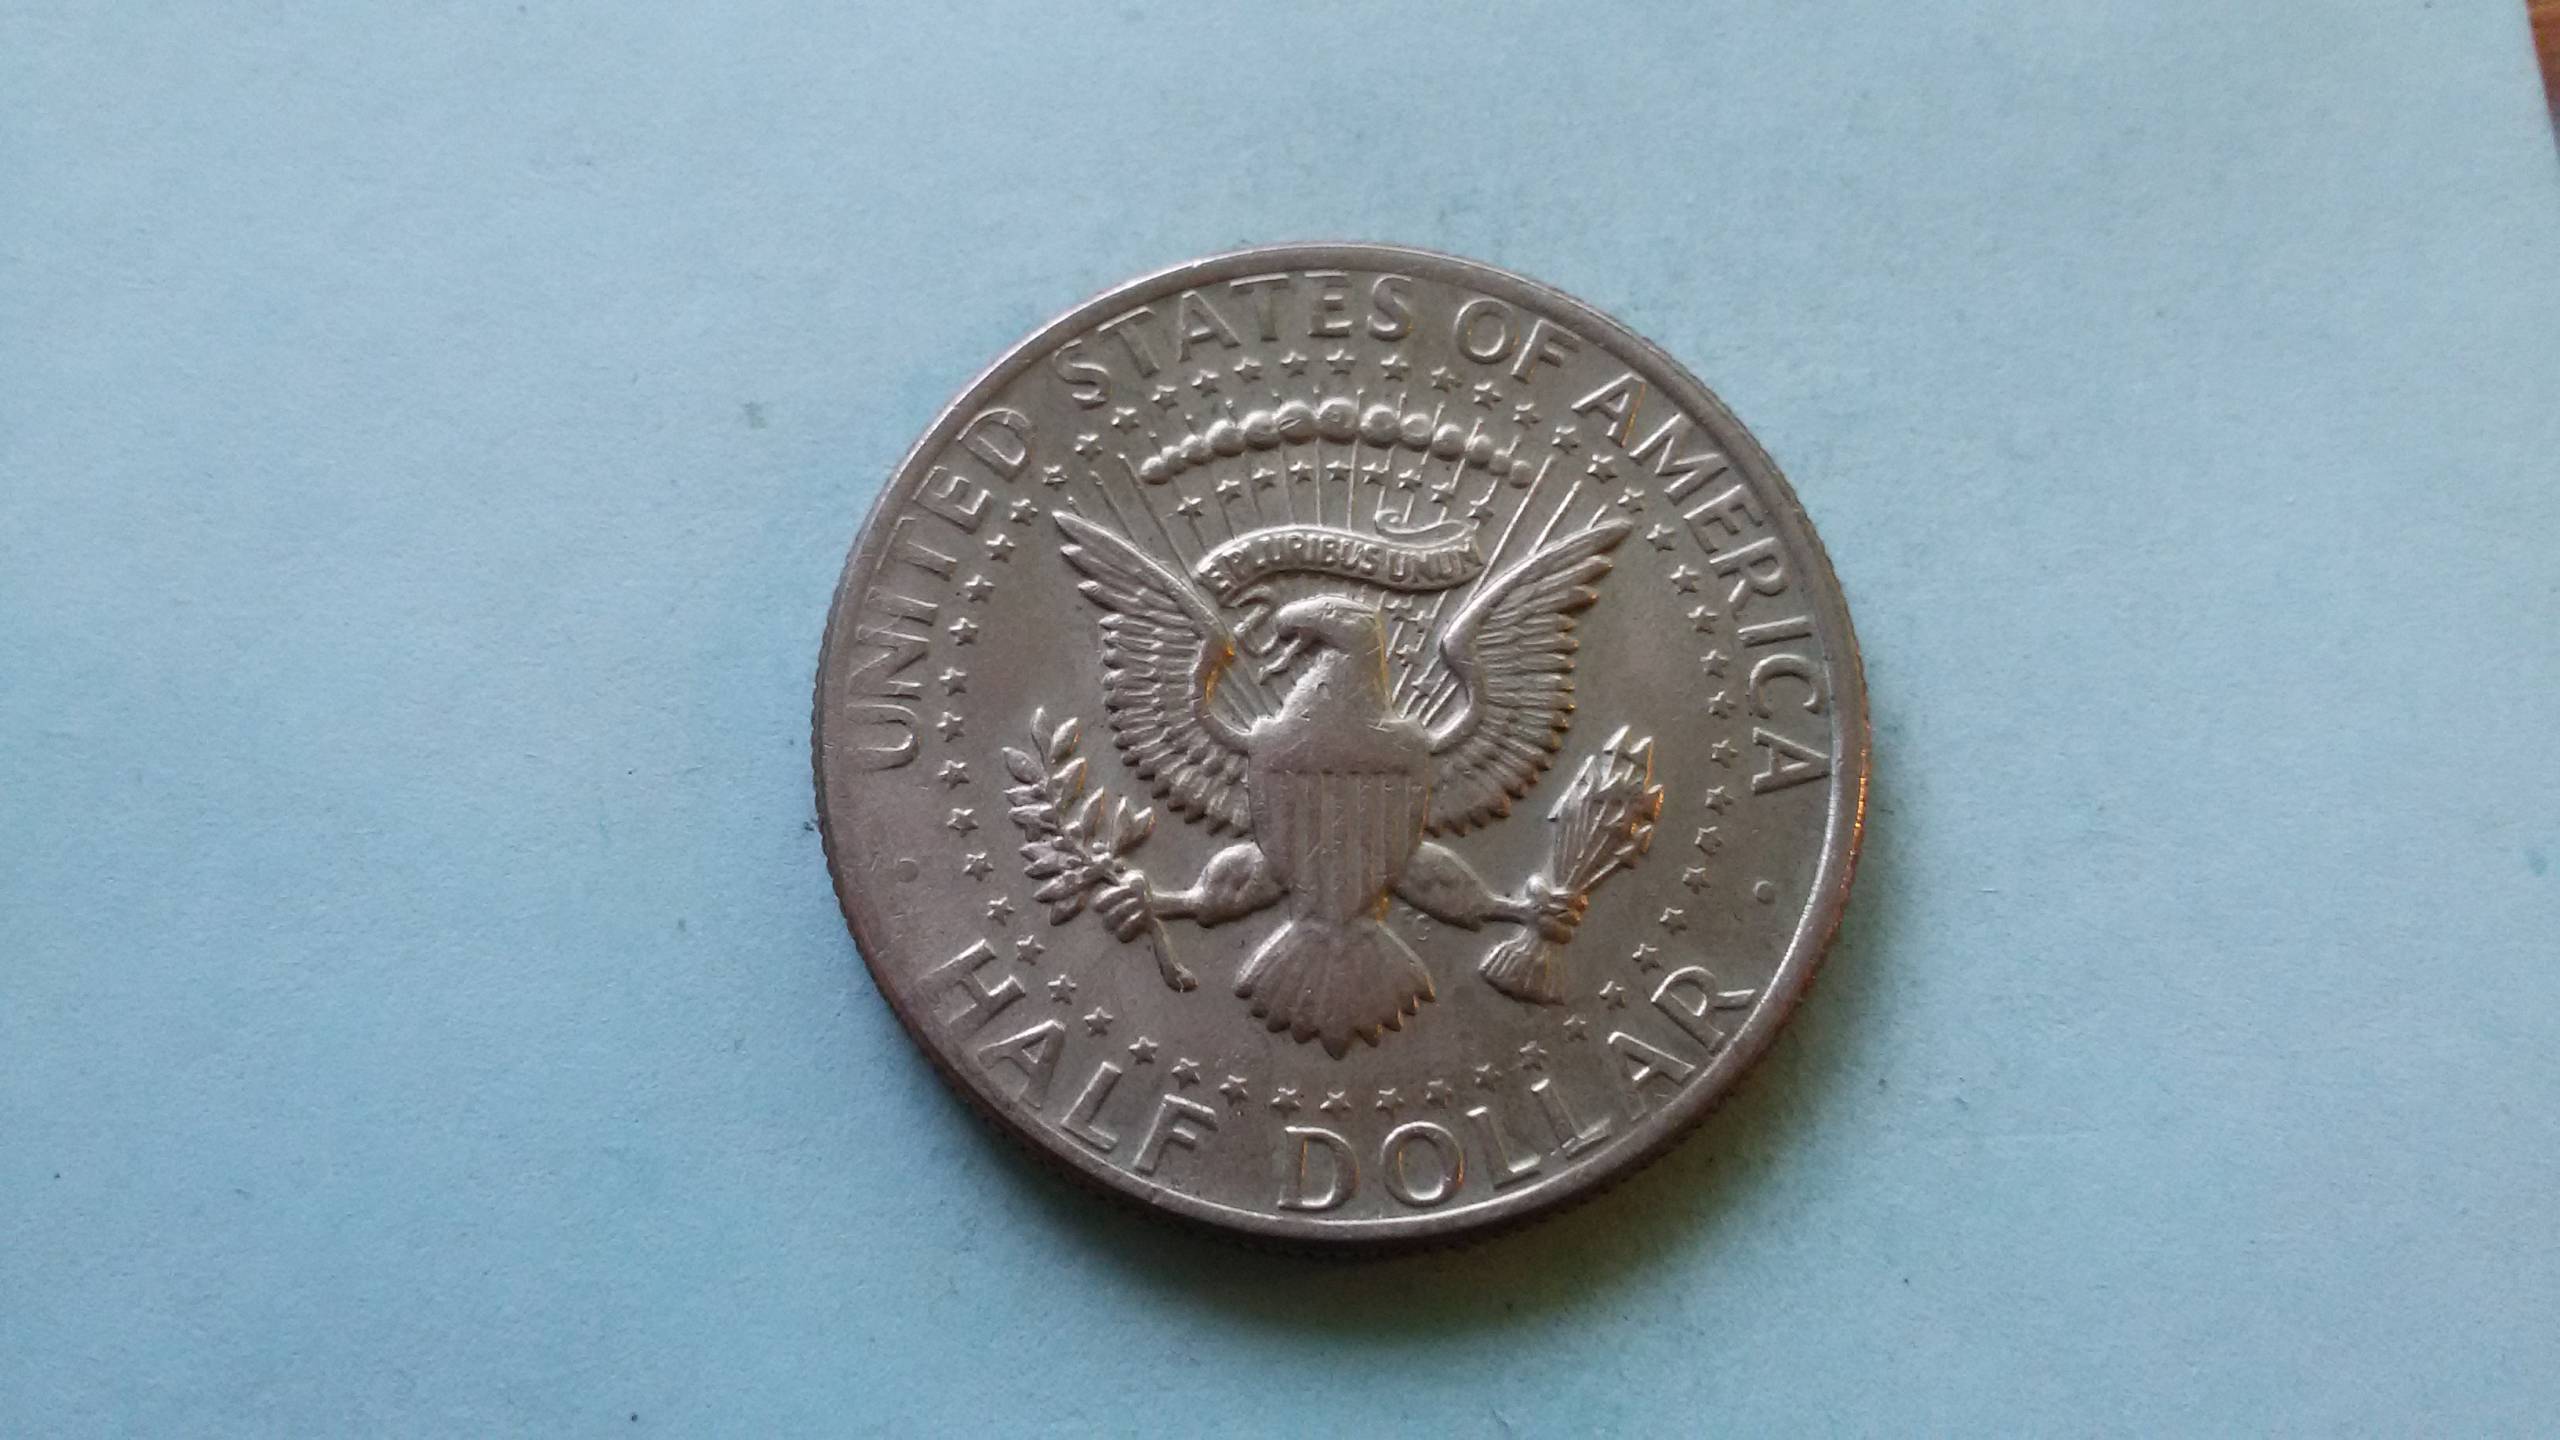 UNITED STATES OF AMERICA
E PLURIBUS UNUM
HALF DOLLAR